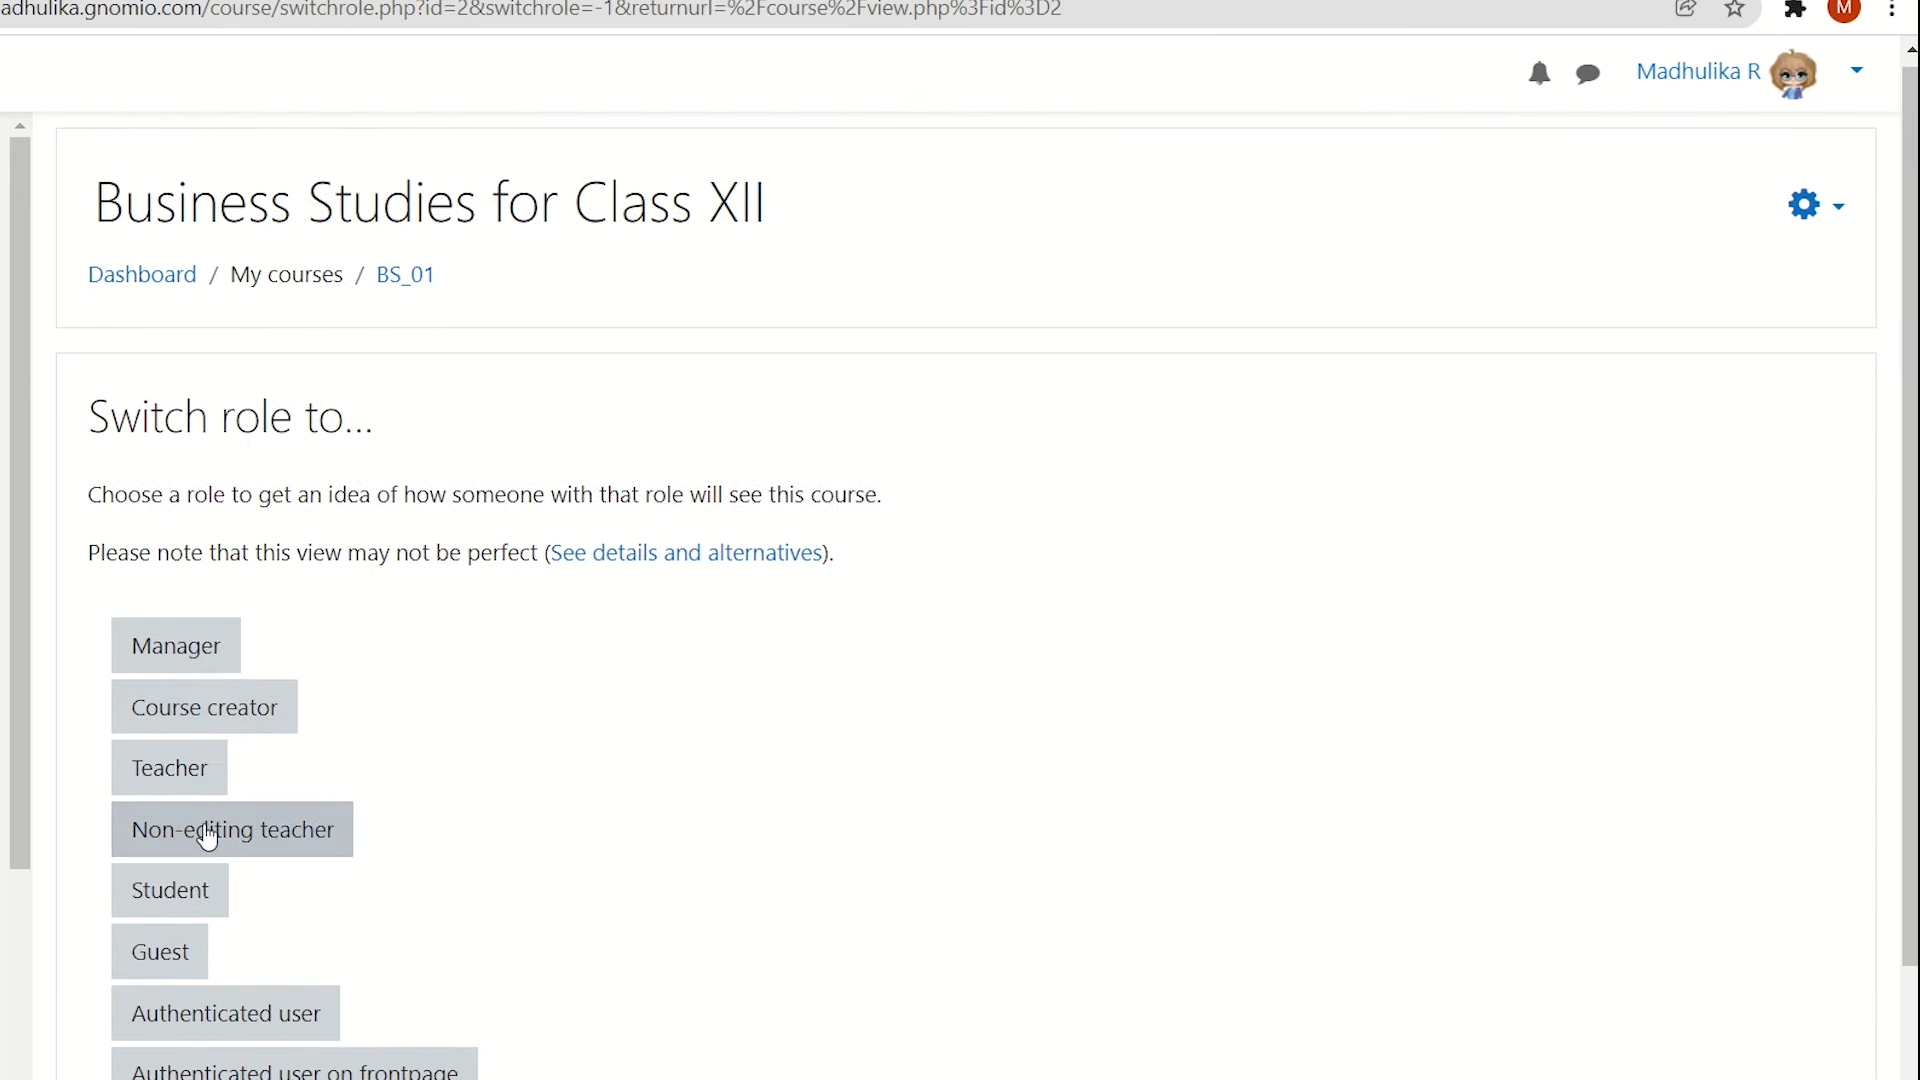 adhulika.gnomio.com/course/switchrole.php?id=2&switchrole=-1&returnurl=%2Fcourse%2Fview.php%3Fid%3D2
M
Madhulika R
Business Studies for Class XII
Dashboard / My courses / BS_01
Switch role to...
Choose a role to get an idea of how someone with that role will see this course.
Please note that this view may not be perfect (See details and alternatives).
Manager
Course creator
Teacher
Non-editing teacher
Student
Guest
Authenticated user
Authenticated user on frontpage